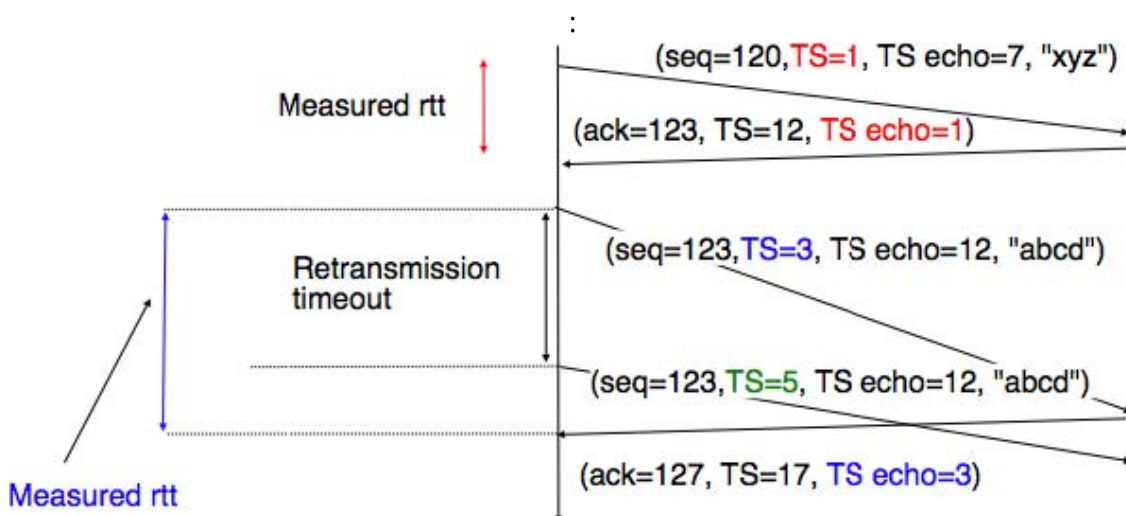 :
(seq=120,TS=1, TS echo=7, "xyz")
Measured rtt
(ack=123, TS=12, TS echo=1)
(seq=123,TS=3, TS echo=12, "abcd")
Retransmission
timeout
(seq=123,TS=5, TS echo=12, "abcd")
(ack=127, TS=17, TS echo=3)
Measured rtt